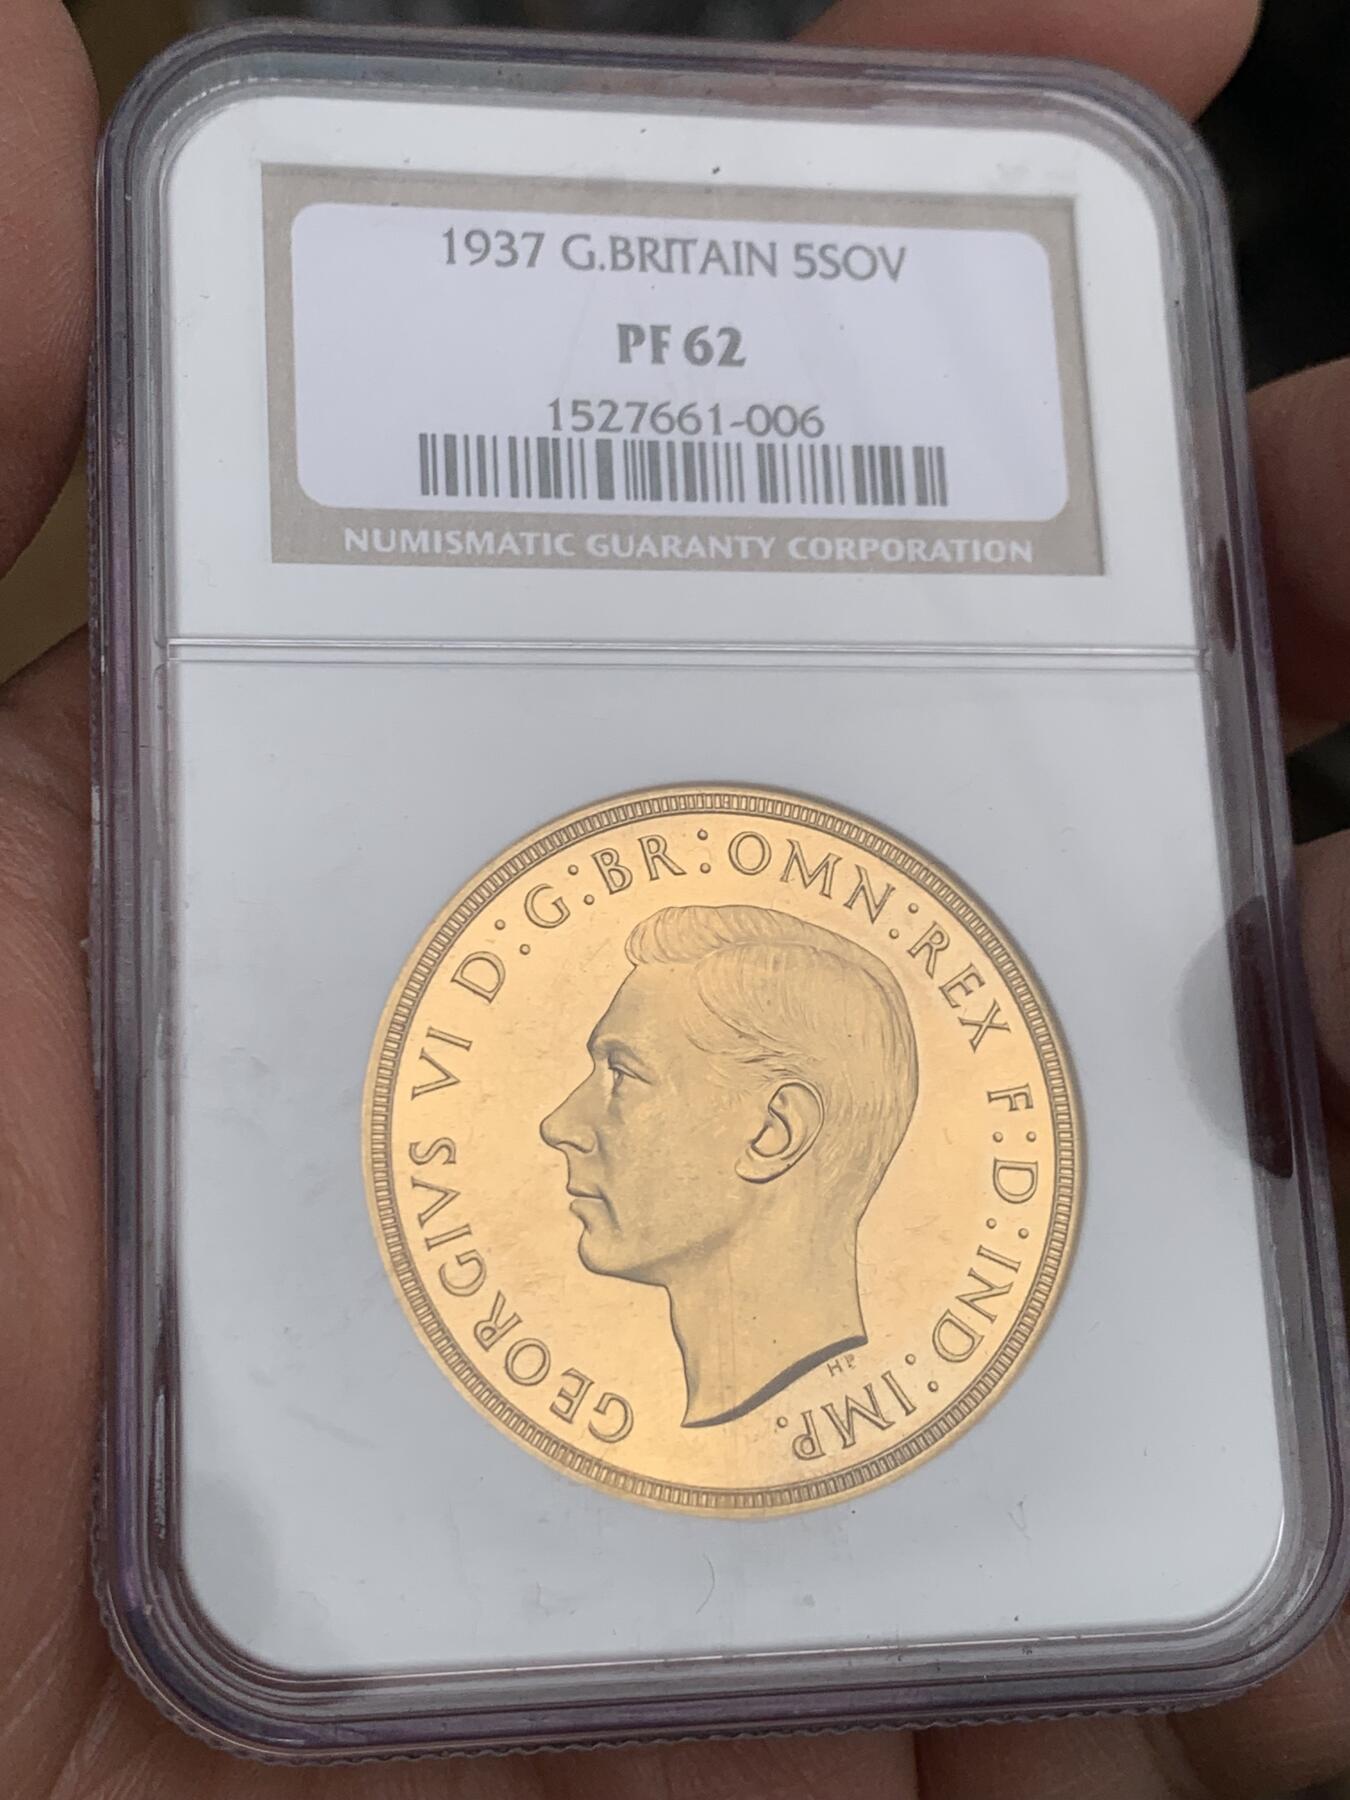 1937 G.BRITAIN 5SOV
PF 62
1527661-006
NUMISMATIC GUARANTY CORPORATION
GEORGIVS VI D:G:BR:OMN:REX F:D:IND:IMP.
HP